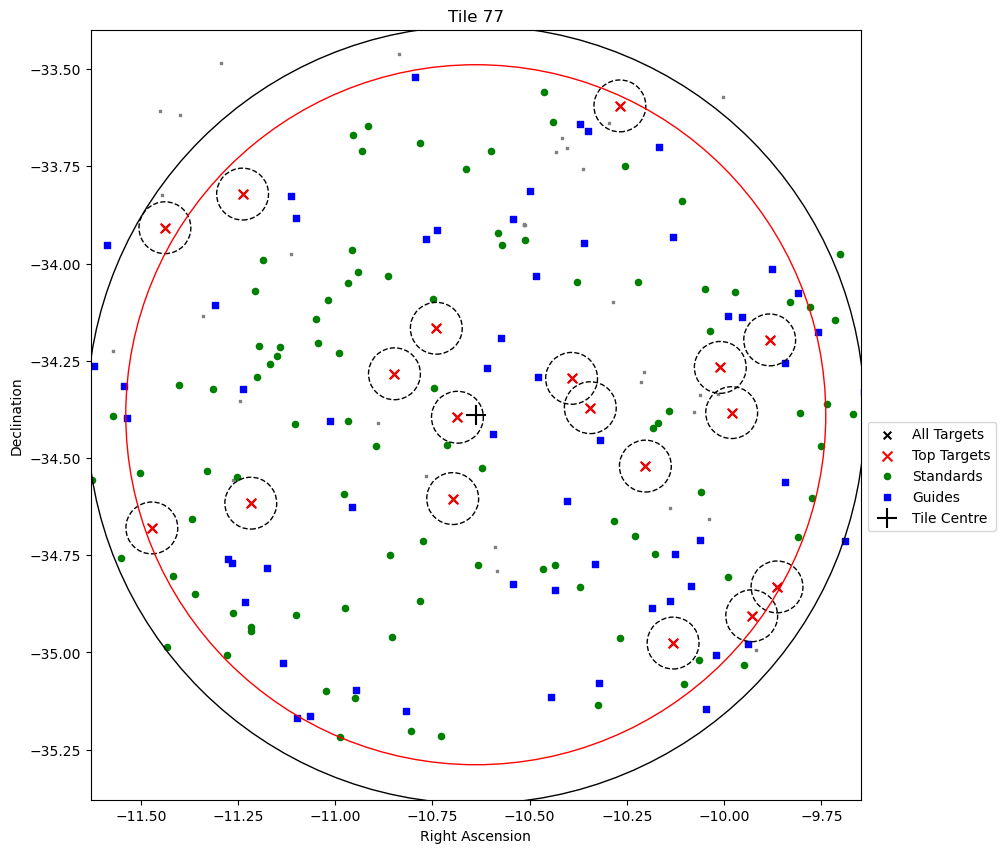 Tile 77
−33.50
−33.75
−34.00
−34.25
−34.50
−34.75
−35.00
−35.25
Declination
−11.50 −11.25 −11.00 −10.75 −10.50 −10.25 −10.00 −9.75
Right Ascension
All Targets
Top Targets
Standards
Guides
Tile Centre